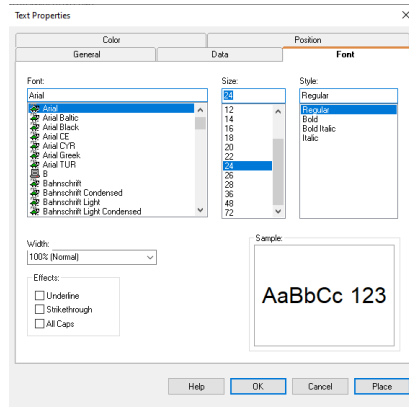 Text Properties
Color
Position
General
Data
Font
Font:
Arial
Arial
Arial Baltic
Arial Black
Arial CE
Arial CYR
Arial Greek
Arial TUR
B
Bahnschrift
Bahnschrift Condensed
Bahnschrift Light
Bahnschrift Light Condensed
Size:
24
12
14
16
18
20
22
24
26
28
36
48
72
Style:
Regular
Regular
Bold
Bold Italic
Italic
Width:
100% (Normal)
Effects:
Underline
Strikethrough
All Caps
Sample:
AaBbCc 123
Help
OK
Cancel
Place